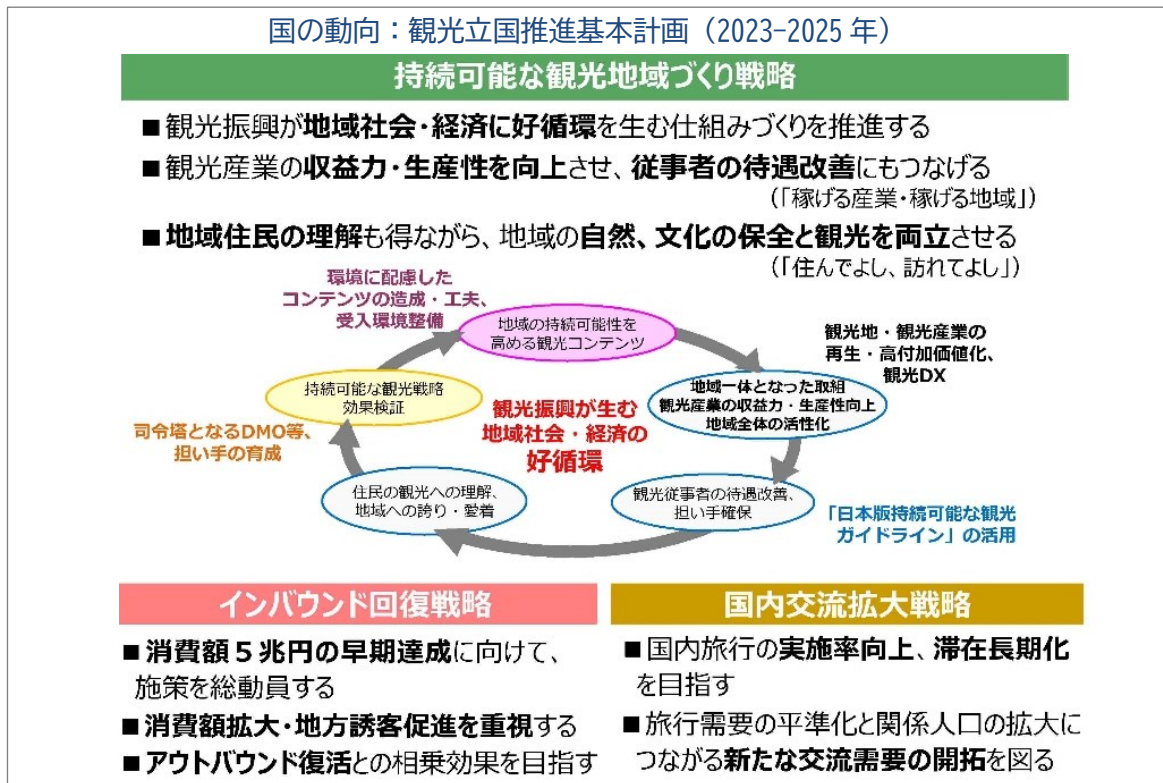 国の動向：観光立国推進基本計画（2023-2025 年）
持続可能な観光地域づくり戦略
■観光振興が地域社会・経済に好循環を生む仕組みづくりを推進する
■観光産業の収益力・生産性を向上させ、従事者の待遇改善にもつなげる
（「稼げる産業・稼げる地域」）
■地域住民の理解も得ながら、地域の自然、文化の保全と観光を両立させる
（「住んでよし、訪れてよし」）
環境に配慮した
コンテンツの造成・工夫、
受入環境整備
地域の持続可能性を
高める観光コンテンツ
観光地・観光産業の
再生・高付加価値化、
観光DX
地域一体となった取組
観光産業の収益力・生産性向上
地域全体の活性化
持続可能な観光戦略
効果検証
観光振興が生む
地域社会・経済の
好循環
司令塔となるDMO等、
担い手の育成
住民の観光への理解、
地域への誇り・愛着
観光従事者の待遇改善、
担い手確保
「日本版持続可能な観光
ガイドライン」の活用
インバウンド回復戦略
■消費額５兆円の早期達成に向けて、
施策を総動員する
■消費額拡大・地方誘客促進を重視する
■アウトバウンド復活との相乗効果を目指す
国内交流拡大戦略
■国内旅行の実施率向上、滞在長期化
を目指す
■旅行需要の平準化と関係人口の拡大に
つながる新たな交流需要の開拓を図る